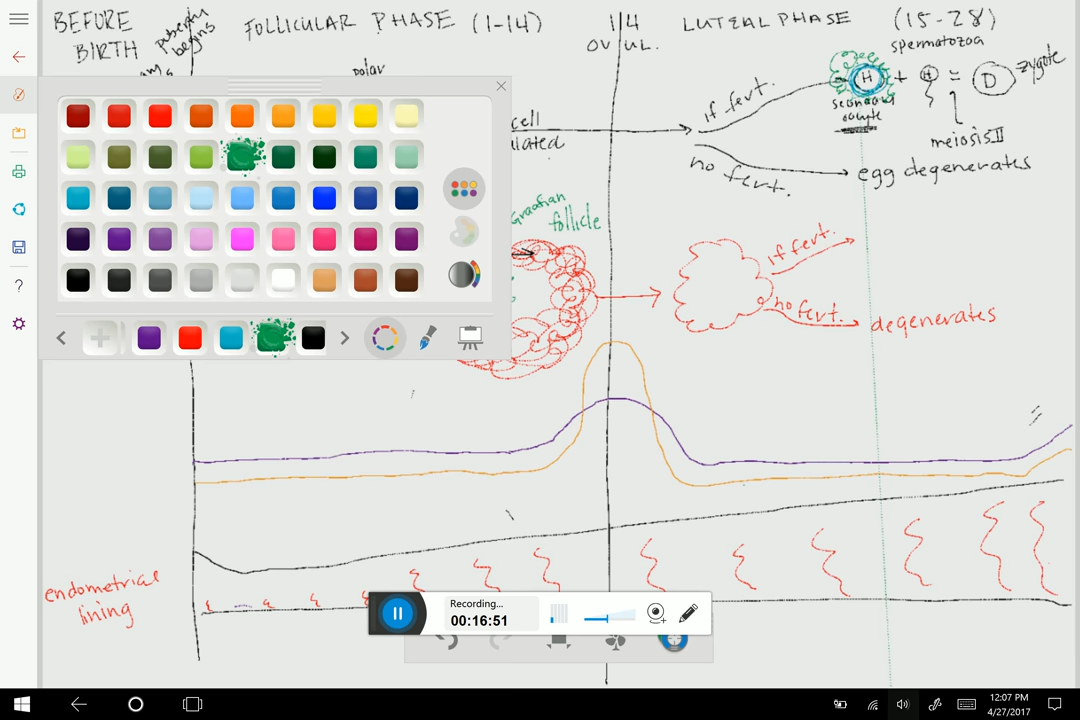 BEFORE
BIRTH
puberty
begins
FOLLICULAR PHASE (1-14)
14
OVUL.
LUTEAL PHASE (15-28)
polar
cell
if fert.
no fert.
H
secondary
oocyte
+
spermatozoa
H
=
D
zygote
meiosis II
egg degenerates
Graafian
follicle
if fert.
no fert.
degenerates
endometrial
lining
?
Recording...
00:16:51
12:07 PM
4/27/2017